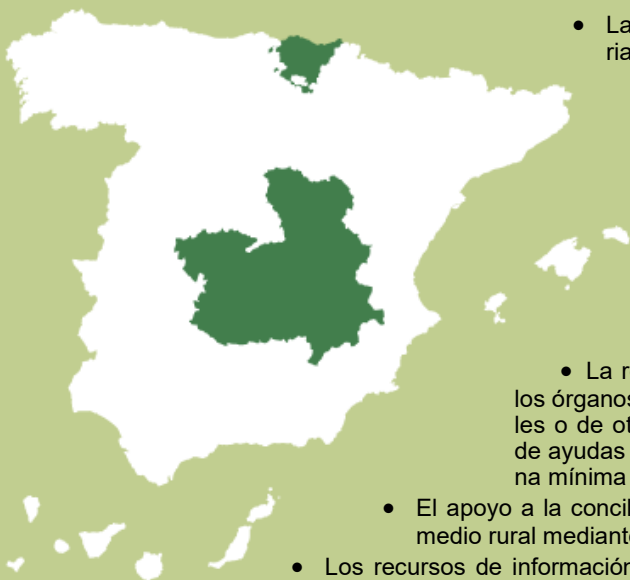 • La
ria
• La r
los órganos
les o de ot
de ayudas
na mínima
• El apoyo a la concil
medio rural mediante
• Los recursos de información